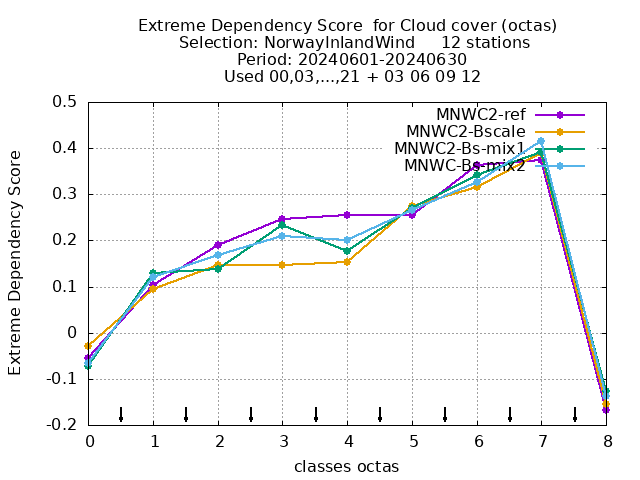 Extreme Dependency Score  for Cloud cover (octas)
Selection: NorwayInlandWind     12 stations
Period: 20240601-20240630
Used 00,03,...,21 + 03 06 09 12
MNWC2-ref
MNWC2-Bscale
MNWC2-Bs-mix1
MNWC-Bs-mix2
Extreme Dependency Score
0.5
0.4
0.3
0.2
0.1
0
-0.1
-0.2
0 1 2 3 4 5 6 7 8
classes octas